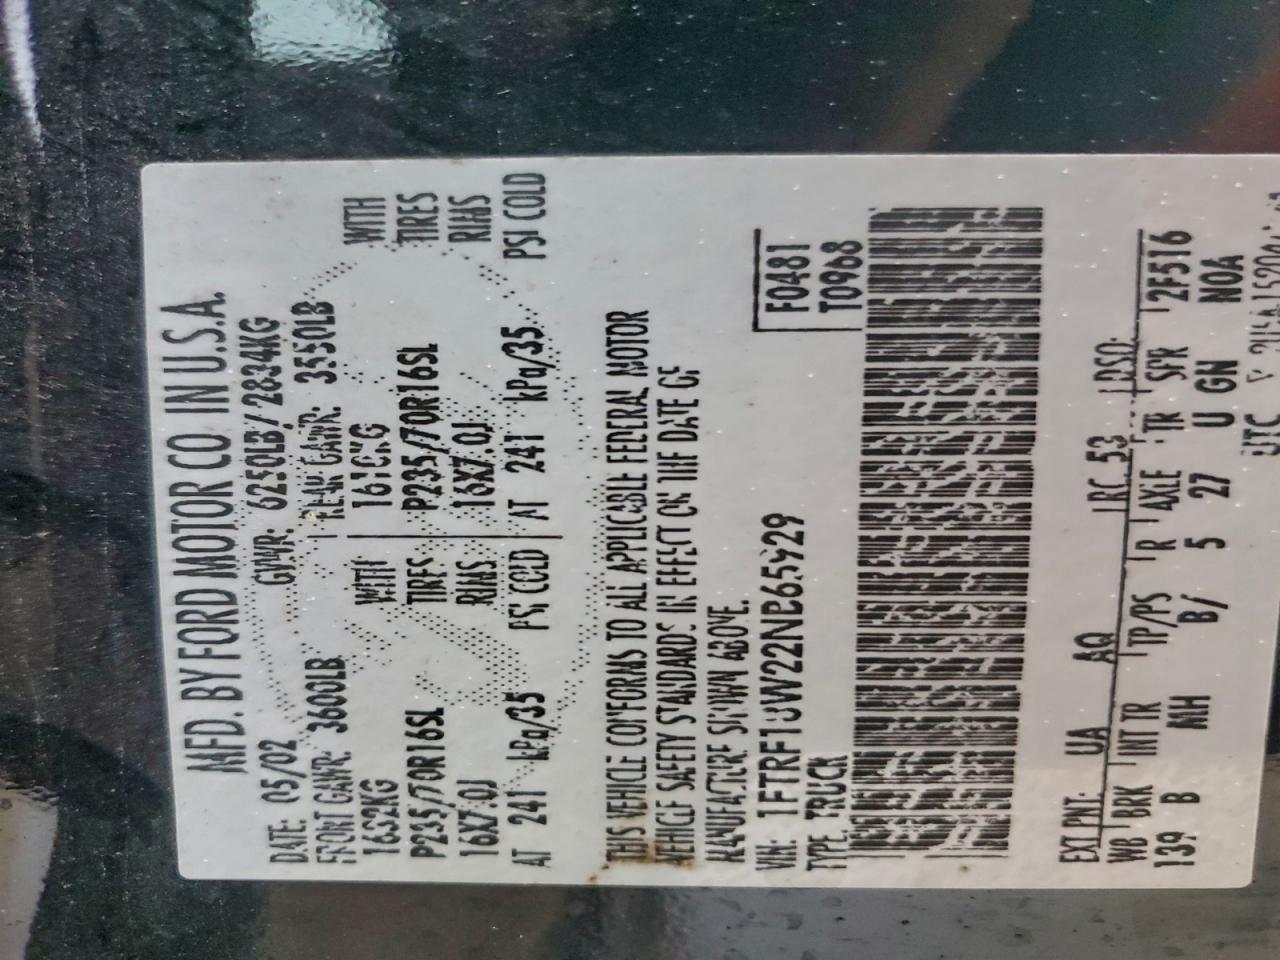 MFD. BY FORD MOTOR CO IN U.S.A.
DATE: 05/02 GVWR: 6250LB/2834KG
FRONT GAWR: 3600LB REAR GAWR: 3550LB
1632KG WITH 1610KG WITH
P235/70R16SL TIRES P235/70R16SL TIRES
16X7.0J RIMS 16X7.0J RIMS
AT 241 kPa/35 PSI COLD AT 241 kPa/35 PSI COLD
THIS VEHICLE CONFORMS TO ALL APPLICABLE FEDERAL MOTOR
VEHICLE SAFETY STANDARDS IN EFFECT ON THE DATE OF
MANUFACTURE SHOWN ABOVE.
VIN:
TYPE: TRUCK
F0481
T0968
EXT PNT: UA AQ RC: 53 DSO:
WB BRK INT TR TP/PS R AXLE TR SPR 2F516
139 B MH B/ 5 27 U GN NOA
UTC